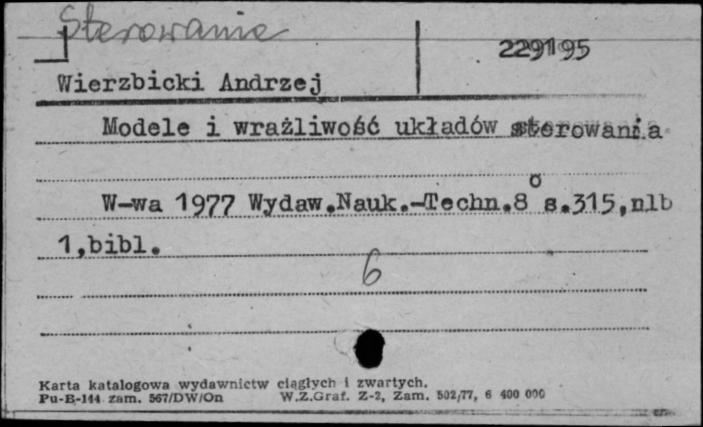 Sterowanie
229195
Wierzbicki Andrzej
Modele i wrażliwość układów sterowania
W-wa 1977 Wydaw.Nauk.-Techn.8° s.315,nlb
1,bibl.
6
Karta katalogowa wydawnictw ciągłych i zwartych.
Pu-B-144 zam. 567/DW/On W.Z.Graf. Z-2, Zam. 502/77, 6 400 000